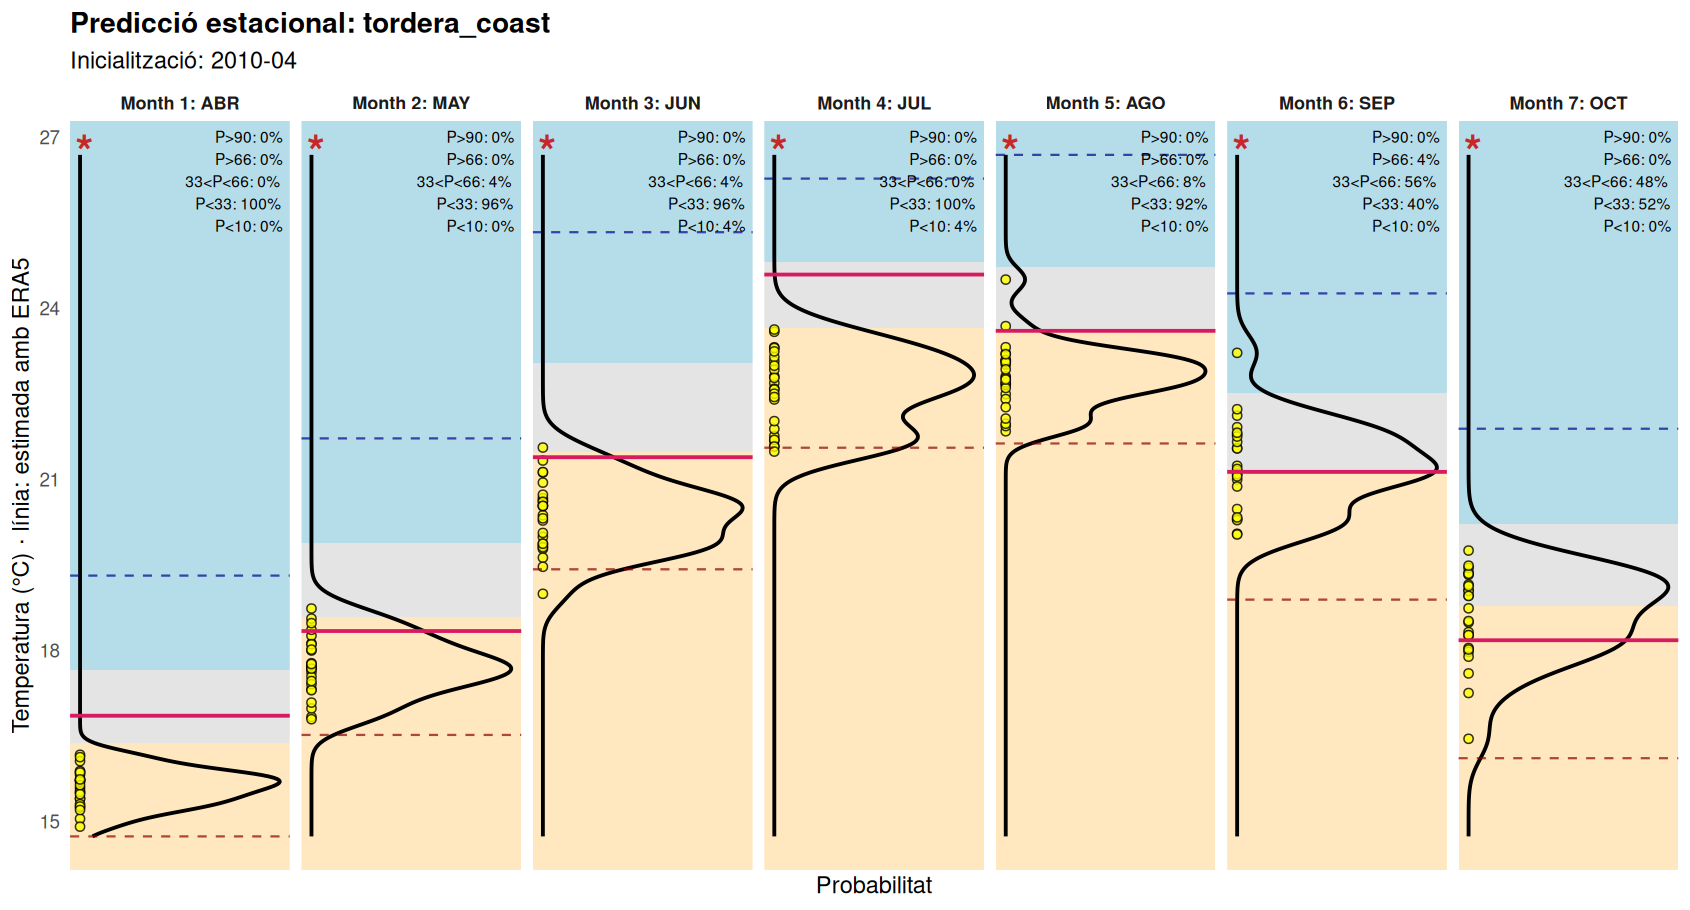 Predicció estacional: tordera_coast
Inicialització: 2010-04
Month 1: ABR
Month 2: MAY
Month 3: JUN
Month 4: JUL
Month 5: AGO
Month 6: SEP
Month 7: OCT
P>90: 0%
P>66: 0%
33<P<66: 0%
P<33: 100%
P<10: 0%
P>90: 0%
P>66: 0%
33<P<66: 4%
P<33: 96%
P<10: 0%
P>90: 0%
P>66: 0%
33<P<66: 4%
P<33: 96%
P<10: 4%
P>90: 0%
P>66: 0%
33<P<66: 0%
P<33: 100%
P<10: 4%
P>90: 0%
P>66: 0%
33<P<66: 8%
P<33: 92%
P<10: 0%
P>90: 0%
P>66: 4%
33<P<66: 56%
P<33: 40%
P<10: 0%
P>90: 0%
P>66: 0%
33<P<66: 48%
P<33: 52%
P<10: 0%
27
24
21
18
15
Temperatura (°C) · línia: estimada amb ERA5
Probabilitat